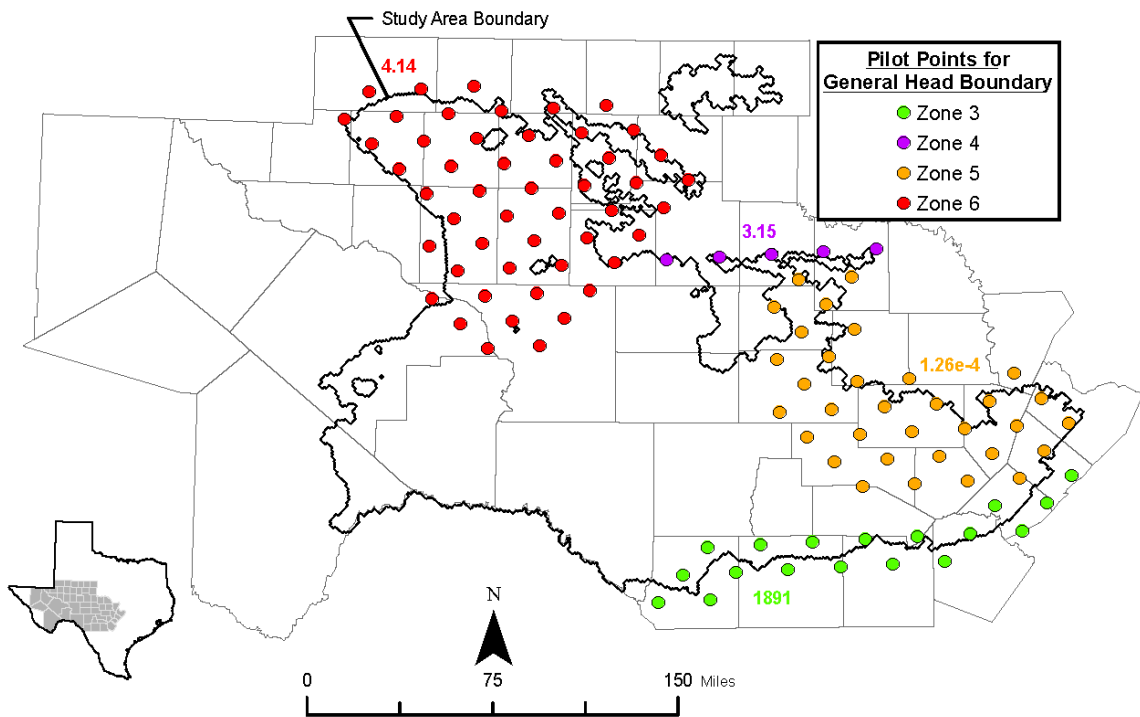 Study Area Boundary
4.14
Pilot Points for
General Head Boundary
Zone 3
Zone 4
Zone 5
Zone 6
3.15
1.26e-4
1891
N
0
75
150 Miles